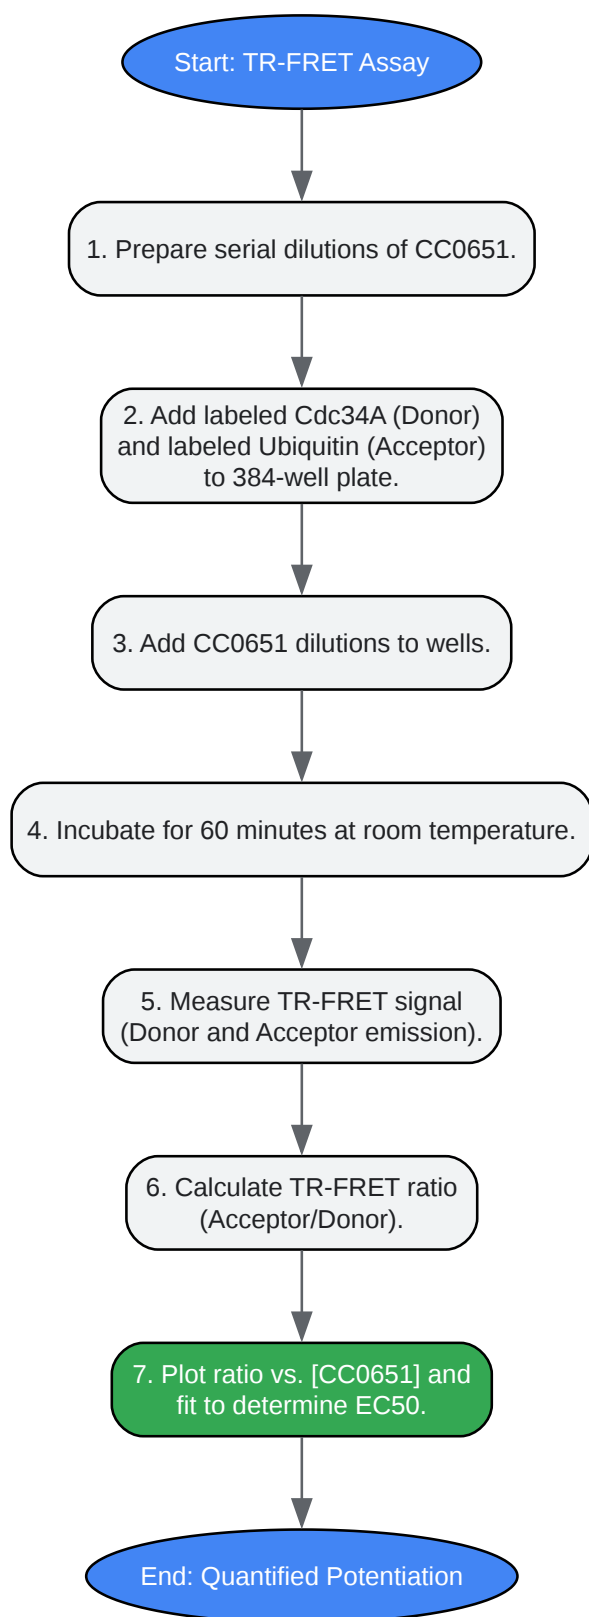 Start: TR-FRET Assay
1. Prepare serial dilutions of CC0651.
2. Add labeled Cdc34A (Donor)
and labeled Ubiquitin (Acceptor)
to 384-well plate.
3. Add CC0651 dilutions to wells.
4. Incubate for 60 minutes at room temperature.
5. Measure TR-FRET signal
(Donor and Acceptor emission).
6. Calculate TR-FRET ratio
(Acceptor/Donor).
7. Plot ratio vs. [CC0651] and
fit to determine EC50.
End: Quantified Potentiation